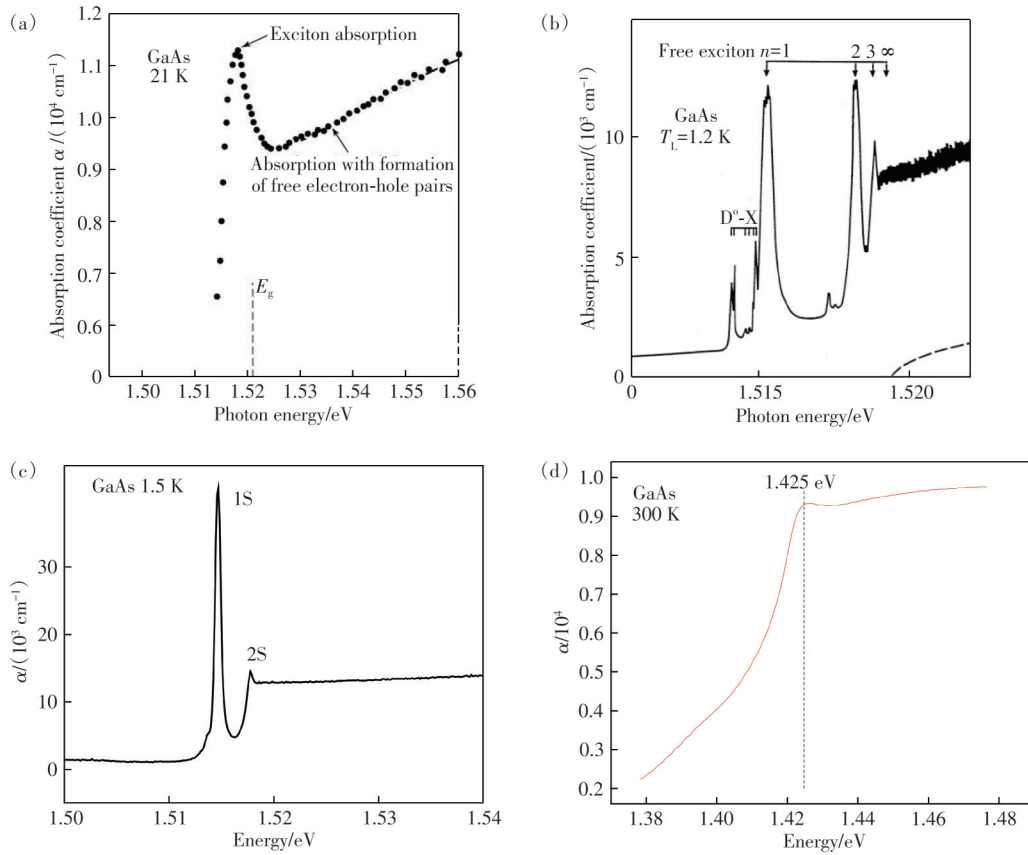 (a)
GaAs
21 K
Exciton absorption
Absorption with formation
of free electron-hole pairs
E_g
Absorption coefficient α/(10⁴ cm⁻¹)
1.2
1.1
1.0
0.9
0.8
0.7
0.6
0
1.50 1.51 1.52 1.53 1.54 1.55 1.56
Photon energy/eV
(b)
Free exciton n=1 2 3 ∞
GaAs
T_L=1.2 K
D°-X
Absorption coefficient/(10³ cm⁻¹)
10
5
0
0 1.515 1.520
Photon energy/eV
(c)
GaAs 1.5 K
1S
2S
α/(10³ cm⁻¹)
30
20
10
0
1.50 1.51 1.52 1.53 1.54
Energy/eV
(d)
GaAs
300 K
1.425 eV
α/10⁴
1.0
0.9
0.8
0.7
0.6
0.5
0.4
0.3
0.2
1.38 1.40 1.42 1.44 1.46 1.48
Energy/eV